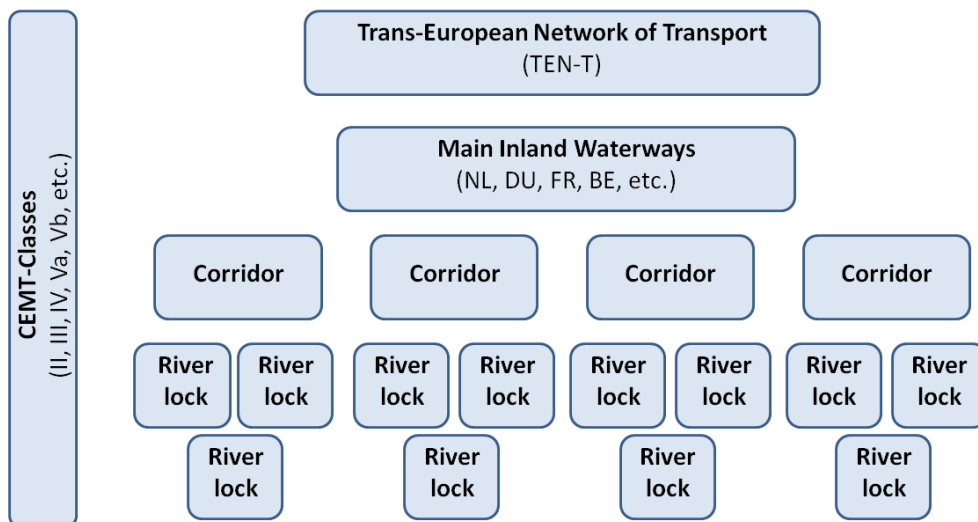 CEMT-Classes
(II, III, IV, Va, Vb, etc.)
Trans-European Network of Transport
(TEN-T)
Main Inland Waterways
(NL, DU, FR, BE, etc.)
Corridor
Corridor
Corridor
Corridor
River
lock
River
lock
River
lock
River
lock
River
lock
River
lock
River
lock
River
lock
River
lock
River
lock
River
lock
River
lock